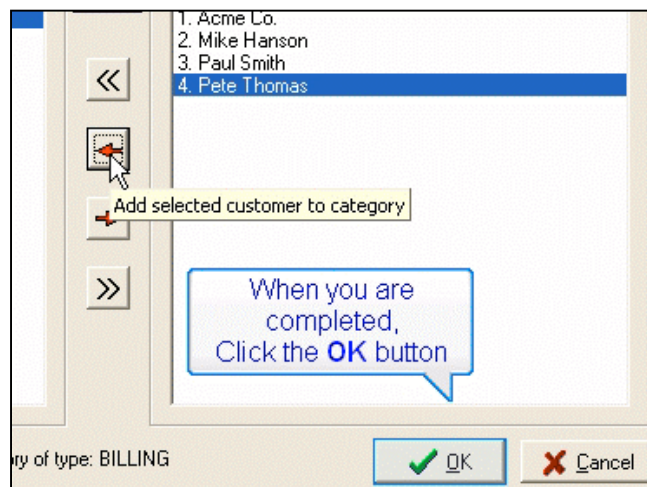 1. Acme Co.
2. Mike Hanson
3. Paul Smith
4. Pete Thomas
Add selected customer to category
When you are
completed,
Click the OK button
of type: BILLING
OK
Cancel